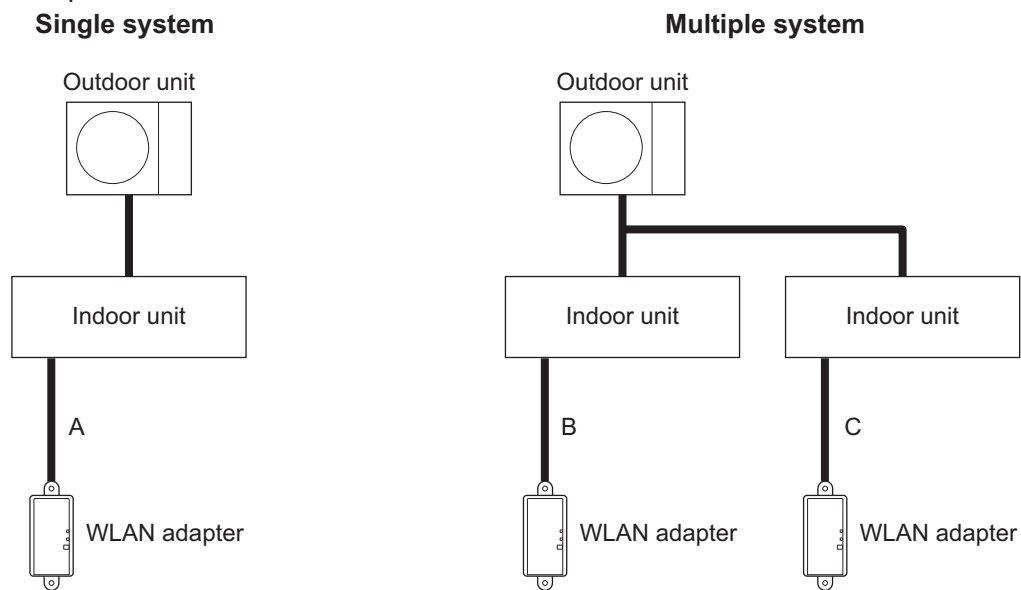 Single system
Multiple system
Outdoor unit
Outdoor unit
Indoor unit
Indoor unit
Indoor unit
A
B
C
WLAN adapter
WLAN adapter
WLAN adapter